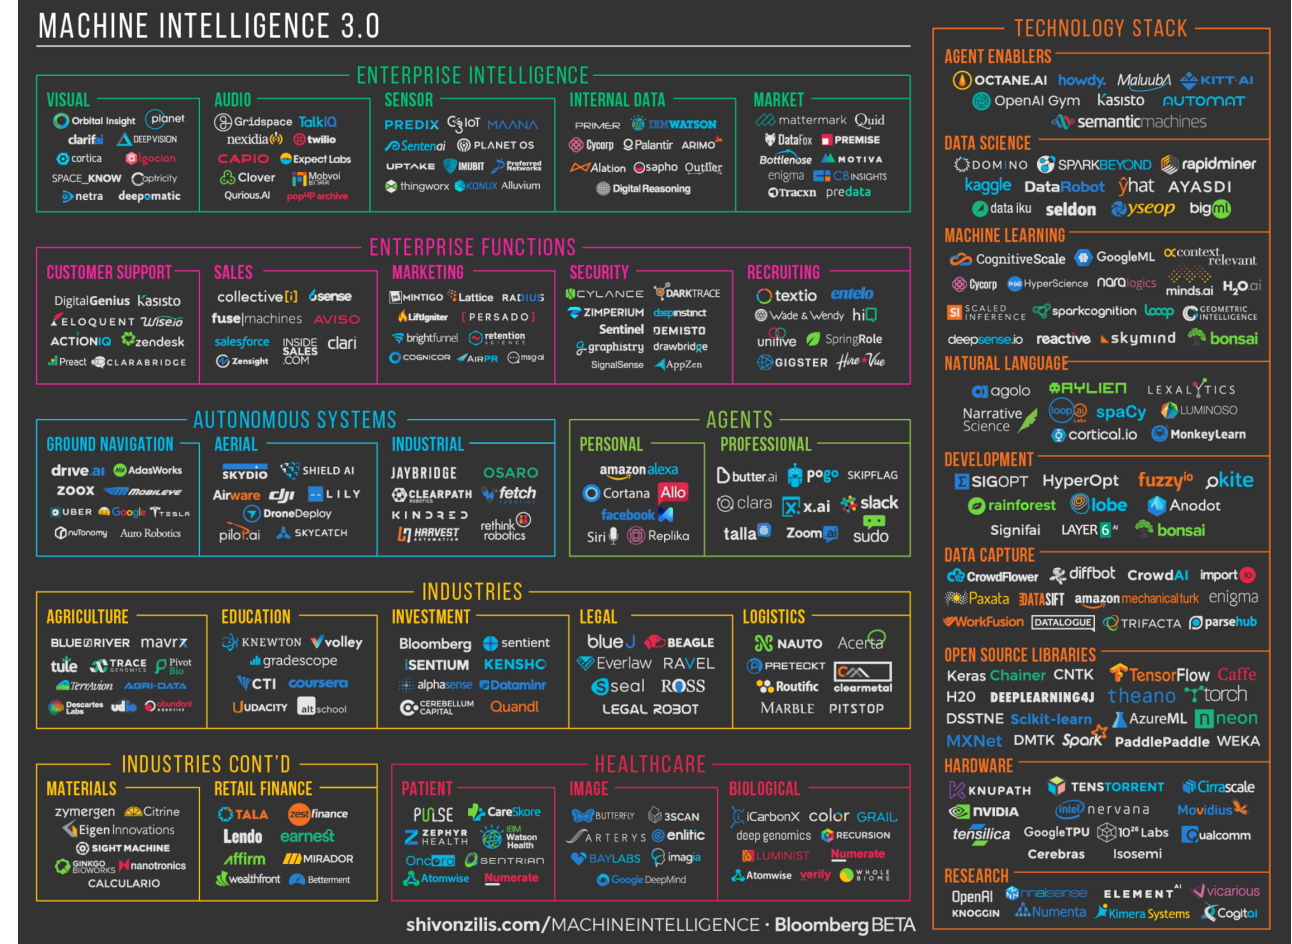 MACHINE INTELLIGENCE 3.0
ENTERPRISE INTELLIGENCE
VISUAL
Orbital Insight planet.
clarifai DEEPVISION
cortica algocian
SPACE_KNOW Captricity
netra deepomatic
AUDIO
Gridspace TalkIQ
nexidia twilio
CAPIO Expect Labs
Clover Mobvoi
Qurious.AI popup archive
SENSOR
PREDIX C3IoT MAANA
Sentenai PLANET OS
UPTAKE IMUBIT Preferred Networks
thingworx KONUX Alluvium
INTERNAL DATA
PRIMER IBM WATSON
Cycorp Palantir ARIMO
Alation sapho Outlier
Digital Reasoning
MARKET
mattermark Quid
DataFox PREMISE
Bottlenose MOTIVA
enigma CBINSIGHTS
Tracxn predata
ENTERPRISE FUNCTIONS
CUSTOMER SUPPORT
DigitalGenius Kasisto
ELOQUENT Wise.io
ACTIONIQ zendesk
Preact CLARABRIDGE
SALES
collective[i] 6sense
fuse|machines AVISO
salesforce INSIDE SALES .COM clari
Zensight
MARKETING
MINTIGO Lattice RADIUS
Liftigniter [PERSADO]
brightfunnel retention SCIENCE
COGNICOR AIRPR msg.ai
SECURITY
CYLANCE DARKTRACE
ZIMPERIUM deepinstinct
Sentinel DEMISTO
graphistry drawbridge
SignalSense AppZen
RECRUITING
textio entelo
Wade & Wendy hiQ
unitive SpringRole
GIGSTER HireVue
AUTONOMOUS SYSTEMS
GROUND NAVIGATION
drive.ai AdasWorks
ZOOX MOBILEYE
UBER Google TESLA
nuTonomy Auro Robotics
AERIAL
SKYDIO SHIELD AI
Airware dji LILY
DroneDeploy
pilot.ai SKYCATCH
INDUSTRIAL
JAYBRIDGE OSARO
CLEARPATH ROBOTICS fetch
KINDRED
HARVEST AUTOMATION rethink robotics
AGENTS
PERSONAL
amazon alexa
Cortana Allo
facebook
Siri Replika
PROFESSIONAL
butter.ai pogo SKIPFLAG
clara x.ai slack
talla Zoom.ai sudo
INDUSTRIES
AGRICULTURE
BLUE RIVER mavrx
tule TRACE GENOMICS Pivot Bio
TerrAvion AGRI-DATA
Descartes Labs udio abundant ROBOTICS
EDUCATION
KNEWTON volley
gradescope
CTI coursera
UDACITY alt school
INVESTMENT
Bloomberg sentient
iSENTIUM KENSHO
alphasense Dataminr
CEREBELLUM CAPITAL Quandl
LEGAL
blue J BEAGLE
Everlaw RAVEL
seal ROSS
LEGAL ROBOT
LOGISTICS
NAUTO Acerta
PRETECKT
Routific clearmetal
MARBLE PITSTOP
INDUSTRIES CONT'D
MATERIALS
zymergen Citrine
Eigen Innovations
SIGHT MACHINE
GINKGO BIOWORKS nanotronics
CALCULARIO
RETAIL FINANCE
TALA zest finance
Lendo earnest
affirm MIRADOR
wealthfront Betterment
HEALTHCARE
PATIENT
PULSE CareSkore
ZEPHYR HEALTH IBM Watson Health
Oncora SENTRIAN
Atomwise Numerate
IMAGE
BUTTERFLY 3SCAN
ARTERYS enlitic
BAYLABS imagia
Google DeepMind
BIOLOGICAL
iCarbonX color GRAIL
deep genomics RECURSION
LUMINIST Numerate
Atomwise verily WHOLE BIOME
shivonzilis.com/MACHINEINTELLIGENCE · Bloomberg BETA
TECHNOLOGY STACK
AGENT ENABLERS
OCTANE.AI howdy. MaluubA KITT·AI
OpenAI Gym Kasisto AUTOMAT
semanticmachines
DATA SCIENCE
DOMINO SPARKBEYOND rapidminer
kaggle DataRobot ŷhat AYASDI
data iku seldon yseop bigml
MACHINE LEARNING
CognitiveScale GoogleML context relevant
Cycorp HyperScience naralogics minds.ai H2O.ai
SCALED INFERENCE sparkcognition loop GEOMETRIC INTELLIGENCE
deepsense.io reactive skymind bonsai
NATURAL LANGUAGE
agolo AYLIEN LEXALYTICS
Narrative Science loop ai LABS spaCy LUMINOSO
cortical.io MonkeyLearn
DEVELOPMENT
SIGOPT HyperOpt fuzzyio okite
rainforest lobe Anodot
Signifai LAYER 6 AI bonsai
DATA CAPTURE
CrowdFlower diffbot CrowdAI import io
Paxata DATASIFT amazon mechanical turk enigma
WorkFusion DATALOGUE TRIFACTA parsehub
OPEN SOURCE LIBRARIES
Keras Chainer CNTK TensorFlow Caffe
H2O DEEPLEARNING4J theano torch
DSSTNE Scikit-learn AzureML neon
MXNet DMTK Spark PaddlePaddle WEKA
HARDWARE
KNUPATH TENSTORRENT Cirrascale
NVIDIA (intel) nervana Movidius
tensilica GoogleTPU 1026 Labs Qualcomm
Cerebras Isosemi
RESEARCH
OpenAI nnaisense ELEMENT AI vicarious
KNOGGIN Numenta Kimera Systems Cogitai